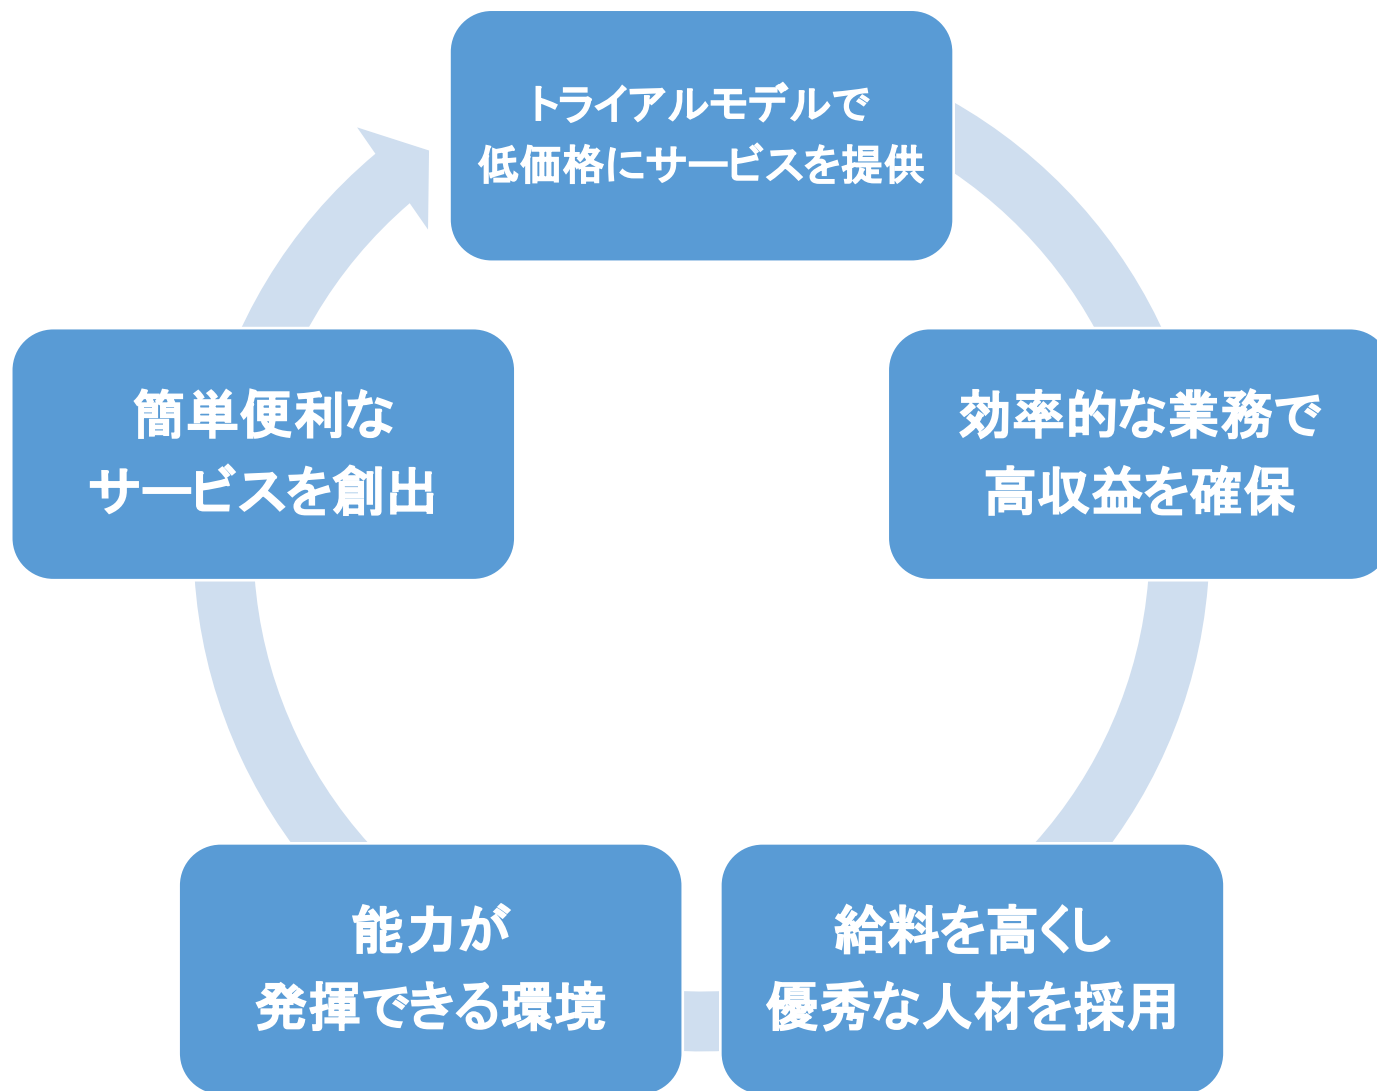 トライアルモデルで
低価格にサービスを提供
効率的な業務で
高収益を確保
給料を高くし
優秀な人材を採用
能力が
発揮できる環境
簡単便利な
サービスを創出